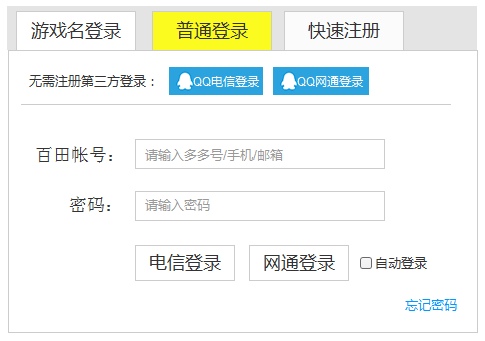 游戏名登录 普通登录 快速注册
无需注册第三方登录： QQ电信登录 QQ网通登录
百田帐号： 请输入多多号/手机/邮箱
密码： 请输入密码
电信登录 网通登录 自动登录
忘记密码